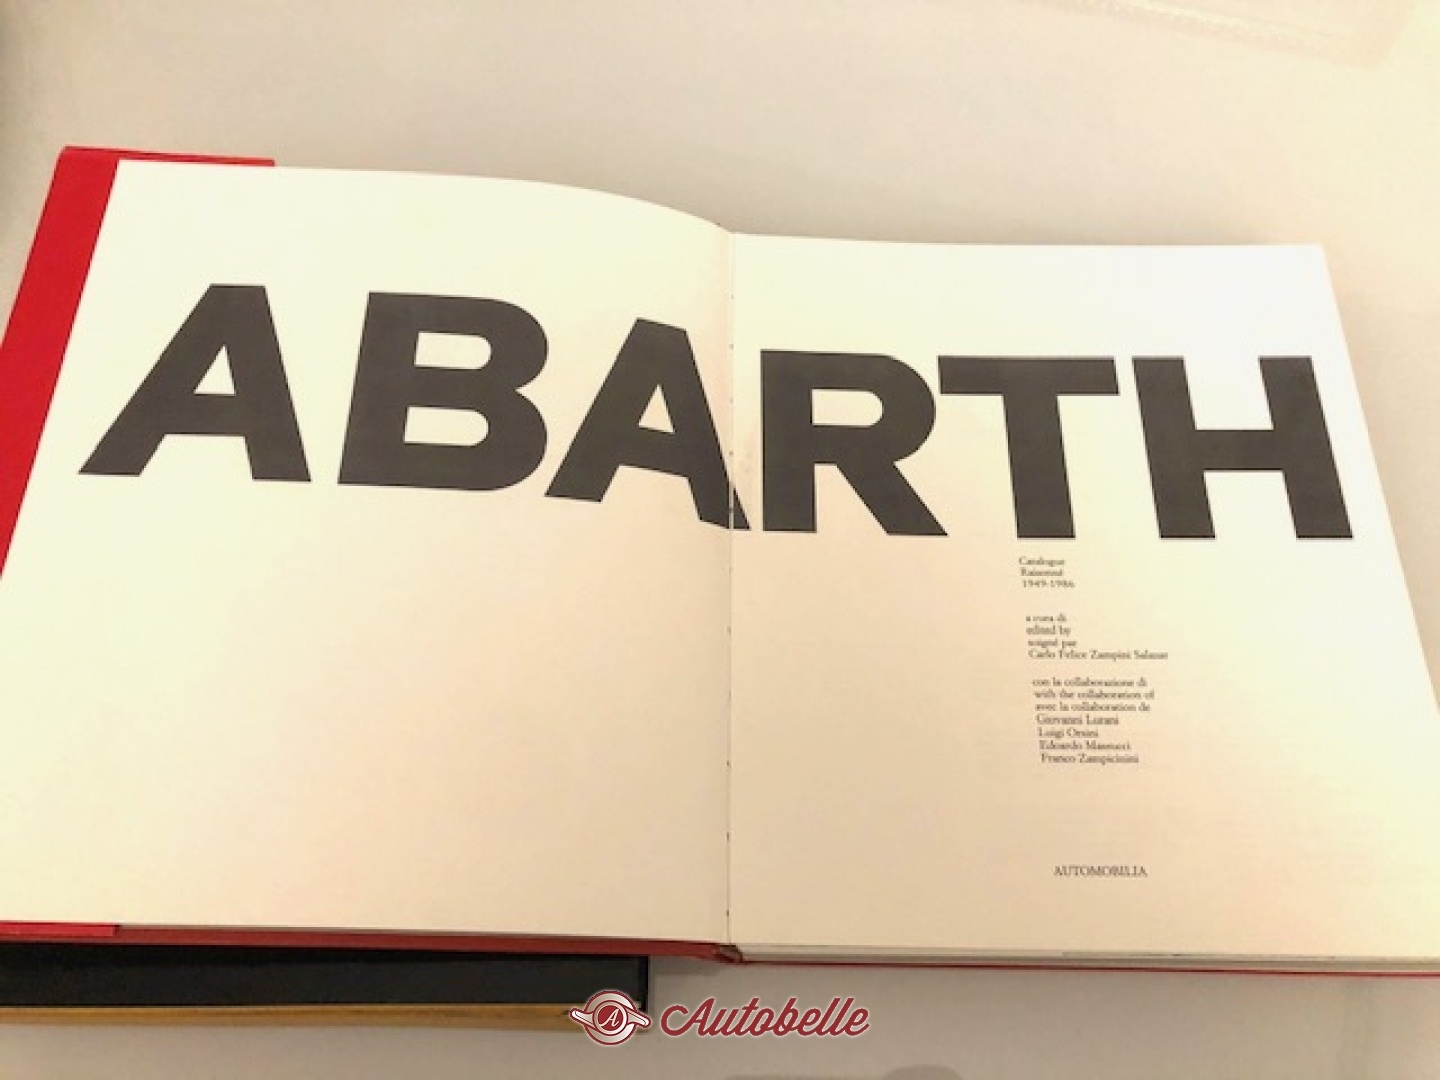 ABARTH
Catalogue
Raisonné
1949-1986
a cura di
edited by
soigné par
Carlo Felice Zampini Salazar
con la collaborazione di
with the collaboration of
avec la collaboration de
Giovanni Lurani
Luigi Orsini
Edoardo Massucci
Franco Zampicinini
AUTOMOBILIA
A Autobelle